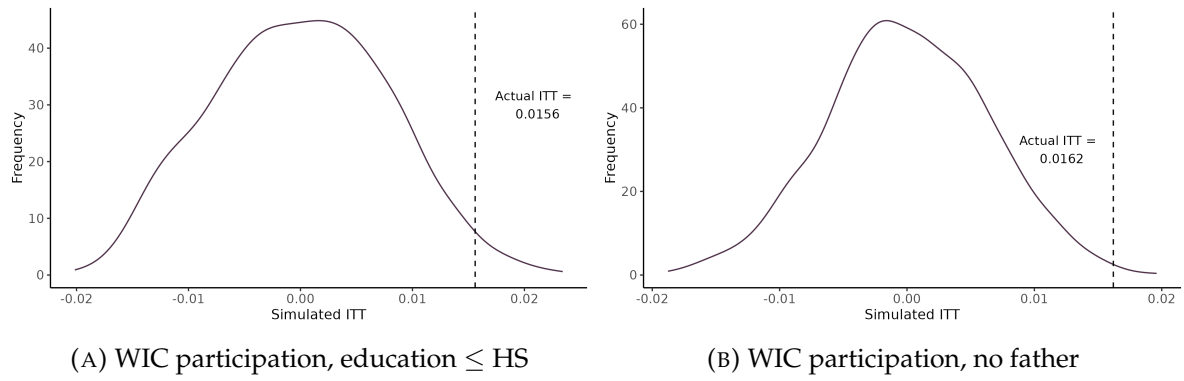 Frequency
40
30
20
10
0
Actual ITT =
0.0156
-0.02
-0.01
0.00
0.01
0.02
Simulated ITT
(A) WIC participation, education ≤ HS
Frequency
60
40
20
0
Actual ITT =
0.0162
-0.02
-0.01
0.00
0.01
0.02
Simulated ITT
(B) WIC participation, no father